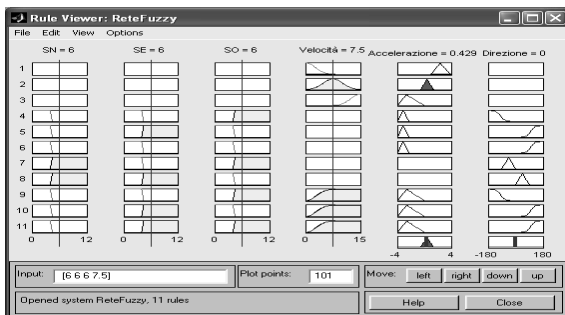 Rule Viewer: ReteFuzzy
File Edit View Options
SN = 6 SE = 6 SO = 6 Velocitá = 7.5 Accelerazione = 0.429 Direzione = 0
1
2
3
4
5
6
7
8
9
10
11
0 12 0 12 0 12 0 15
-4 4 -180 180
Input: [6 6 6 7.5] Plot points: 101 Move: left right down up
Opened system ReteFuzzy, 11 rules Help Close